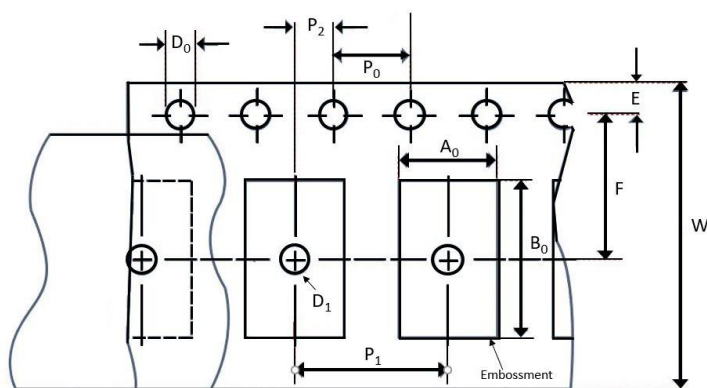 P₂
D₀
P₀
E
A₀
F
W
B₀
D₁
P₁
Embossment